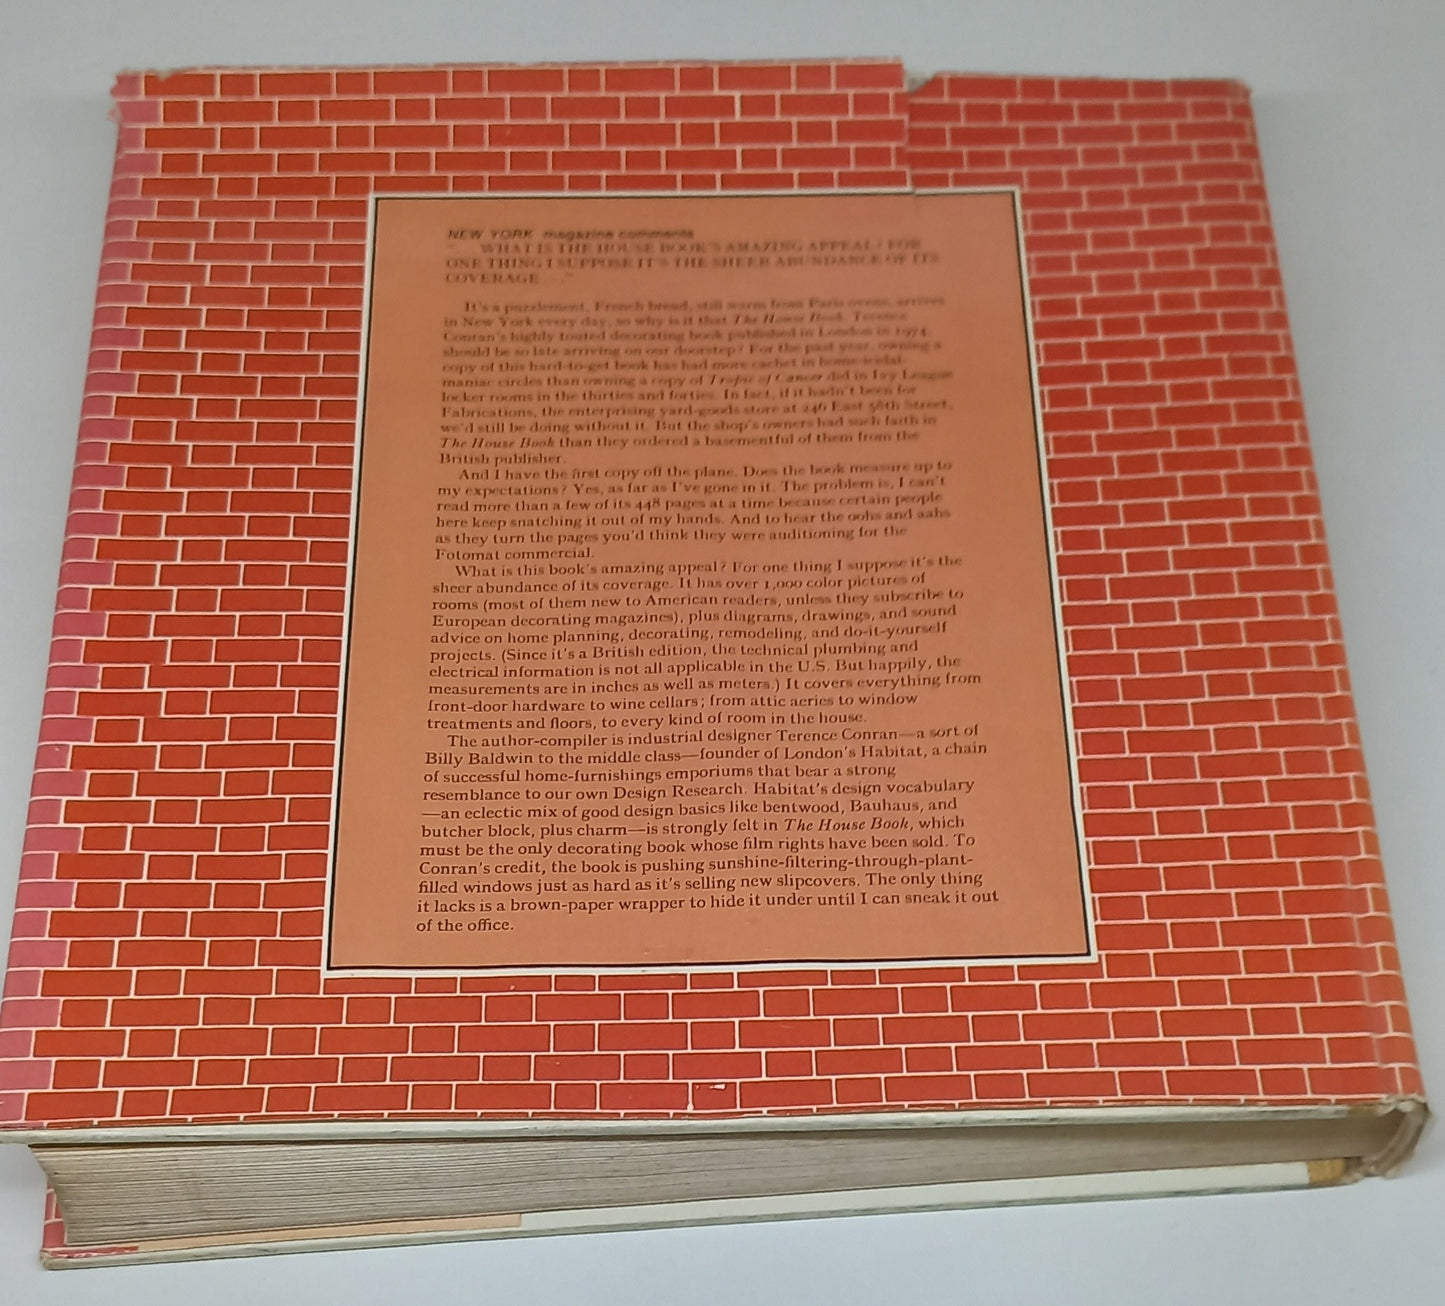 NEW YORK magazine comments
". . . WHAT IS THE HOUSE BOOK'S AMAZING APPEAL? FOR
ONE THING I SUPPOSE IT'S THE SHEER ABUNDANCE OF ITS
COVERAGE . . ."
It's a puzzlement. French bread, still warm from Paris ovens, arrives
in New York every day, so why is it that The House Book, Terence
Conran's highly touted decorating book published in London in 1974,
should be so late arriving on our doorstep? For the past year, owning a
copy of this hard-to-get book has had more cachet in home-icidal-
maniac circles than owning a copy of Tropic of Cancer did in Ivy League
locker rooms in the thirties and forties. In fact, if it hadn't been for
Fabrications, the enterprising yard-goods store at 246 East 58th Street,
we'd still be doing without it. But the shop's owners had such faith in
The House Book than they ordered a basementful of them from the
British publisher.
And I have the first copy off the plane. Does the book measure up to
my expectations? Yes, as far as I've gone in it. The problem is, I can't
read more than a few of its 448 pages at a time because certain people
here keep snatching it out of my hands. And to hear the oohs and aahs
as they turn the pages you'd think they were auditioning for the
Fotomat commercial.
What is this book's amazing appeal? For one thing I suppose it's the
sheer abundance of its coverage. It has over 1,000 color pictures of
rooms (most of them new to American readers, unless they subscribe to
European decorating magazines), plus diagrams, drawings, and sound
advice on home planning, decorating, remodeling, and do-it-yourself
projects. (Since it's a British edition, the technical plumbing and
electrical information is not all applicable in the U.S. But happily, the
measurements are in inches as well as meters.) It covers everything from
front-door hardware to wine cellars; from attic aeries to window
treatments and floors, to every kind of room in the house.
The author-compiler is industrial designer Terence Conran—a sort of
Billy Baldwin to the middle class—founder of London's Habitat, a chain
of successful home-furnishings emporiums that bear a strong
resemblance to our own Design Research. Habitat's design vocabulary
—an eclectic mix of good design basics like bentwood, Bauhaus, and
butcher block, plus charm—is strongly felt in The House Book, which
must be the only decorating book whose film rights have been sold. To
Conran's credit, the book is pushing sunshine-filtering-through-plant-
filled windows just as hard as it's selling new slipcovers. The only thing
it lacks is a brown-paper wrapper to hide it under until I can sneak it out
of the office.